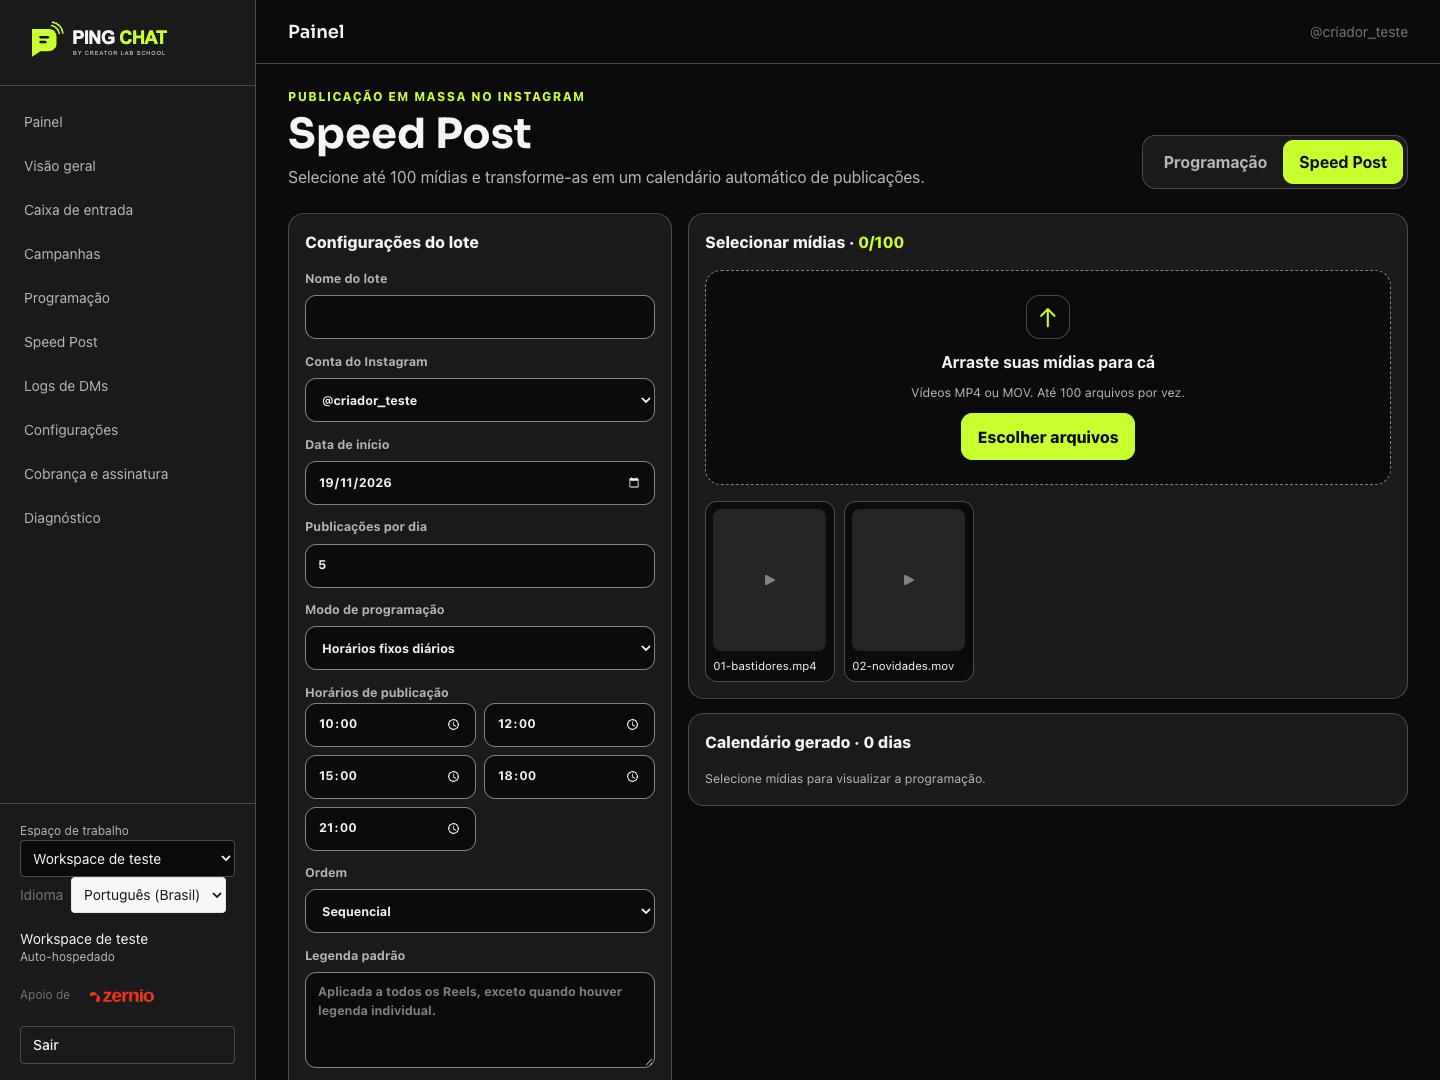 PING CHAT
BY CREATOR LAB SCHOOL
Painel
Visão geral
Caixa de entrada
Campanhas
Programação
Speed Post
Logs de DMs
Configurações
Cobrança e assinatura
Diagnóstico
Espaço de trabalho
Workspace de teste
Idioma Português (Brasil)
Workspace de teste
Auto-hospedado
Apoio de zernio
Sair
Painel
@criador_teste
PUBLICAÇÃO EM MASSA NO INSTAGRAM
Speed Post
Selecione até 100 mídias e transforme-as em um calendário automático de publicações.
Programação Speed Post
Configurações do lote
Nome do lote
Conta do Instagram
@criador_teste
Data de início
19/11/2026
Publicações por dia
5
Modo de programação
Horários fixos diários
Horários de publicação
10:00 12:00
15:00 18:00
21:00
Ordem
Sequencial
Legenda padrão
Aplicada a todos os Reels, exceto quando houver
legenda individual.
Selecionar mídias · 0/100
Arraste suas mídias para cá
Vídeos MP4 ou MOV. Até 100 arquivos por vez.
Escolher arquivos
01-bastidores.mp4 02-novidades.mov
Calendário gerado · 0 dias
Selecione mídias para visualizar a programação.